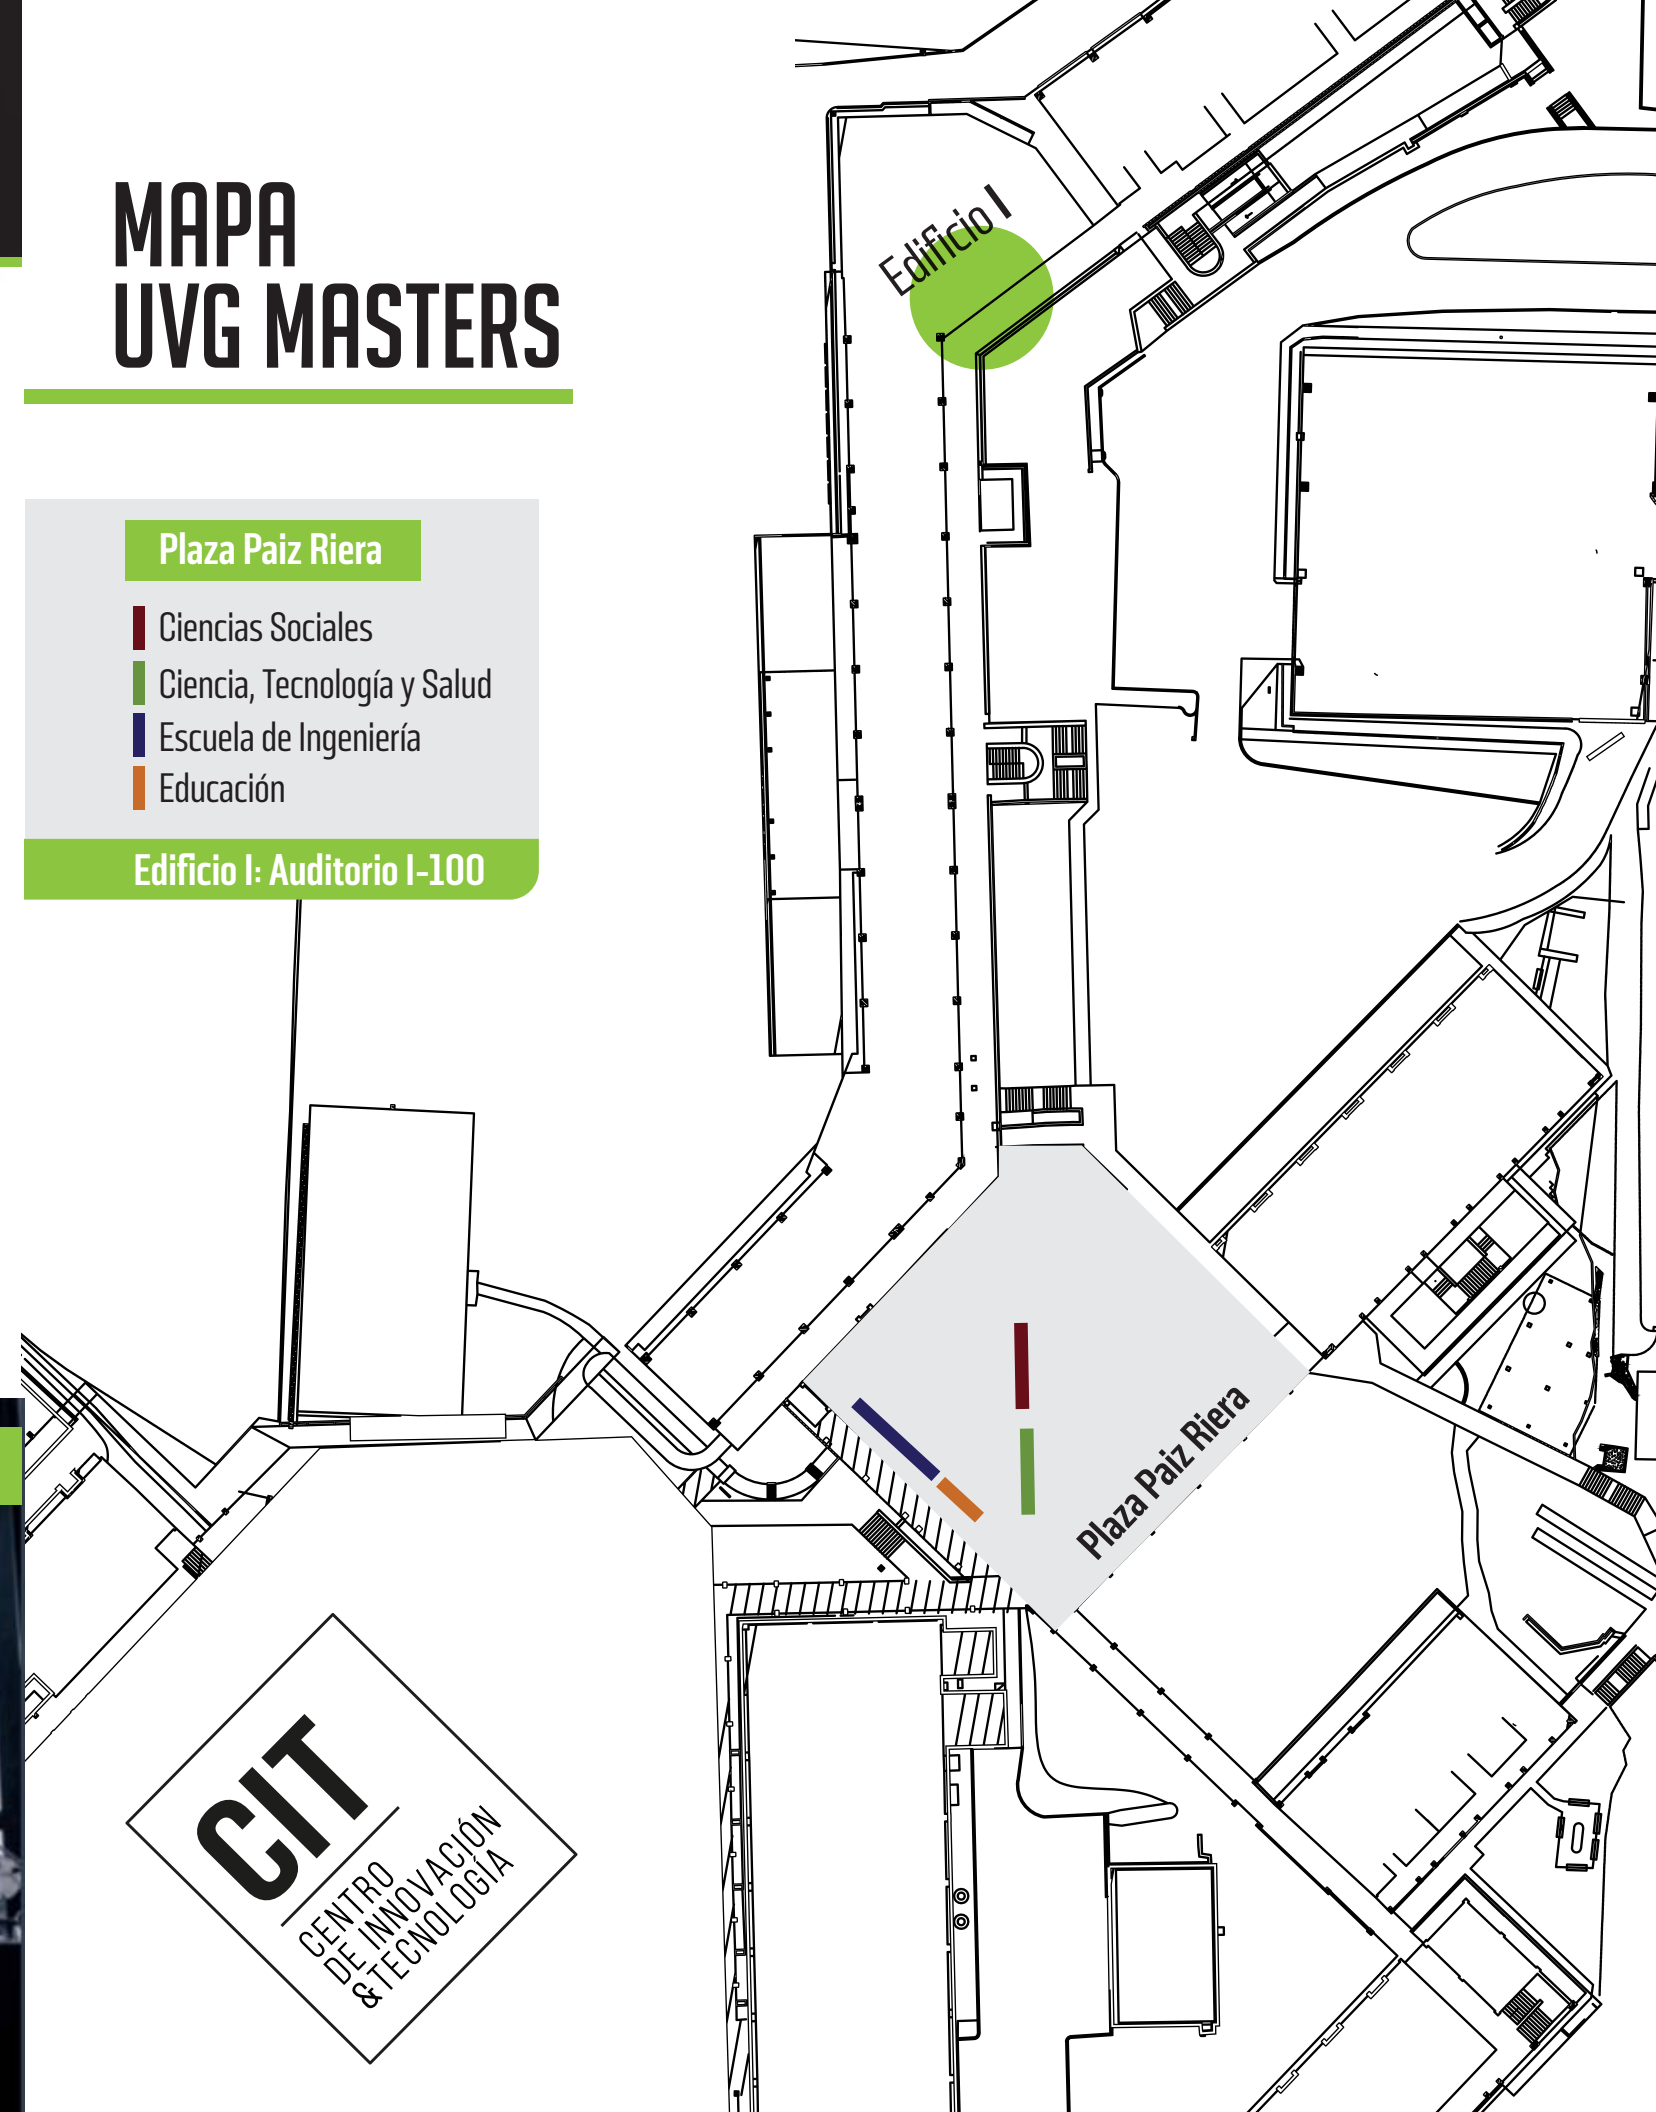 MAPA
UVG MASTERS
Plaza Paiz Riera
Ciencias Sociales
Ciencia, Tecnología y Salud
Escuela de Ingeniería
Educación
Edificio I: Auditorio I-100
Edificio I
Plaza Paiz Riera
CIT
CENTRO
DE INNOVACIÓN
& TECNOLOGÍA